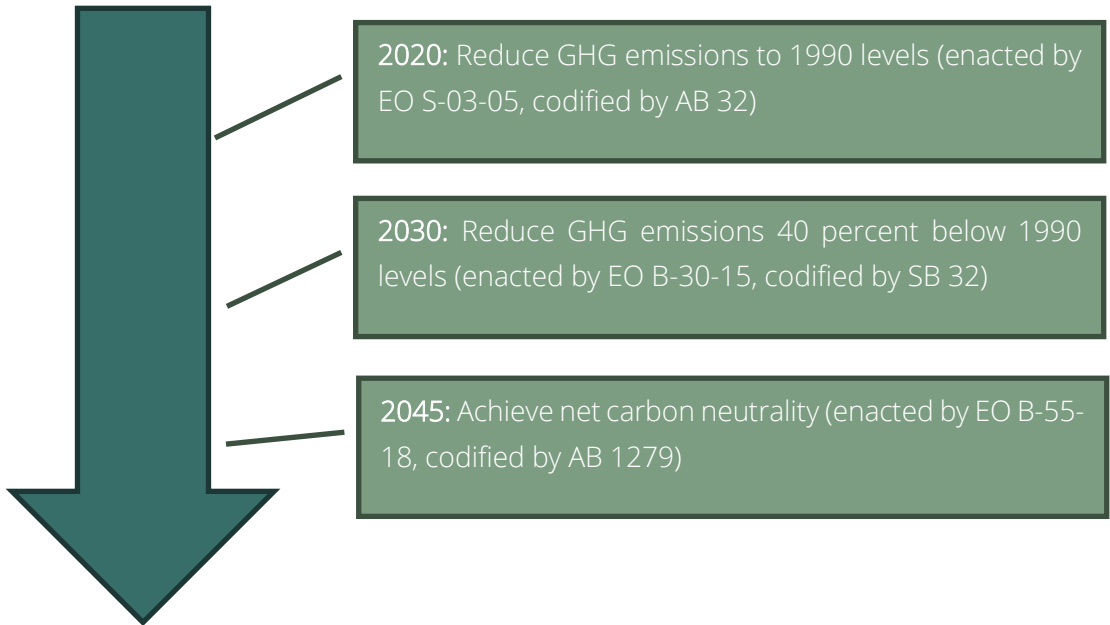 2020: Reduce GHG emissions to 1990 levels (enacted by
EO S-03-05, codified by AB 32)
2030: Reduce GHG emissions 40 percent below 1990
levels (enacted by EO B-30-15, codified by SB 32)
2045: Achieve net carbon neutrality (enacted by EO B-55-
18, codified by AB 1279)